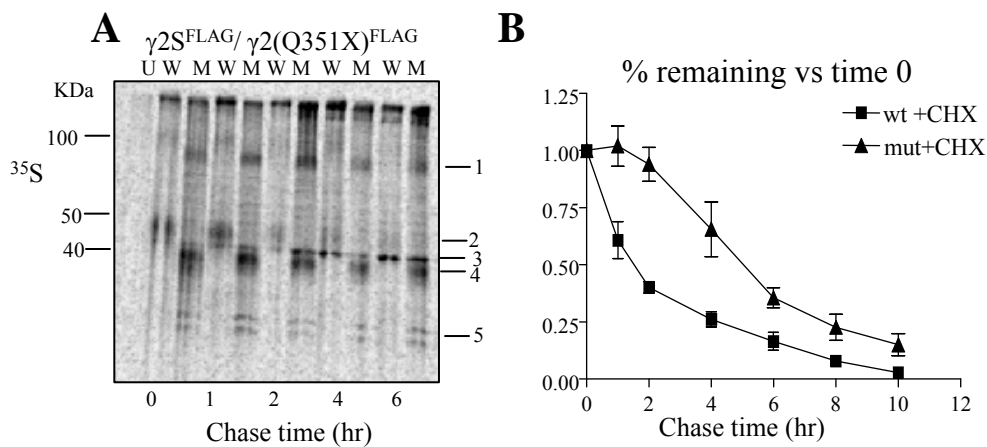 A
γ2S^FLAG/ γ2(Q351X)^FLAG
U W M W M W M W M W M
KDa
100
50
40
35S
1
2
3
4
5
0 1 2 4 6
Chase time (hr)
B
% remaining vs time 0
1.25
1.00
0.75
0.50
0.25
0.00
0 2 4 6 8 10 12
Chase time (hr)
wt +CHX
mut+CHX